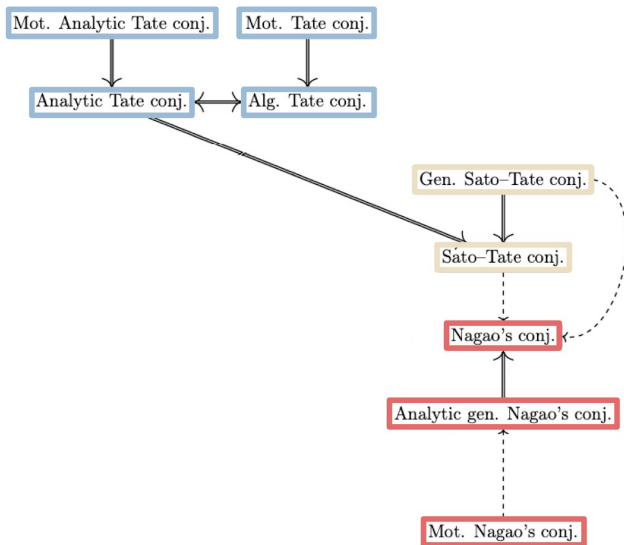 Mot. Analytic Tate conj.
Mot. Tate conj.
Analytic Tate conj.
Alg. Tate conj.
Gen. Sato–Tate conj.
Sato–Tate conj.
Nagao's conj.
Analytic gen. Nagao's conj.
Mot. Nagao's conj.